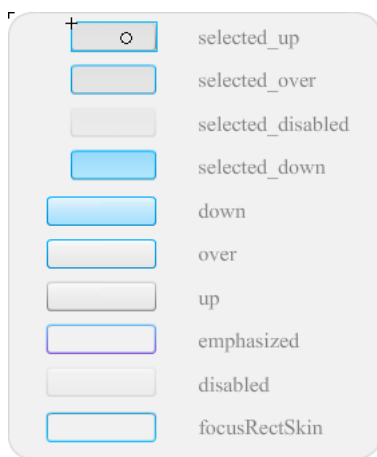 selected_up
selected_over
selected_disabled
selected_down
down
over
up
emphasized
disabled
focusRectSkin